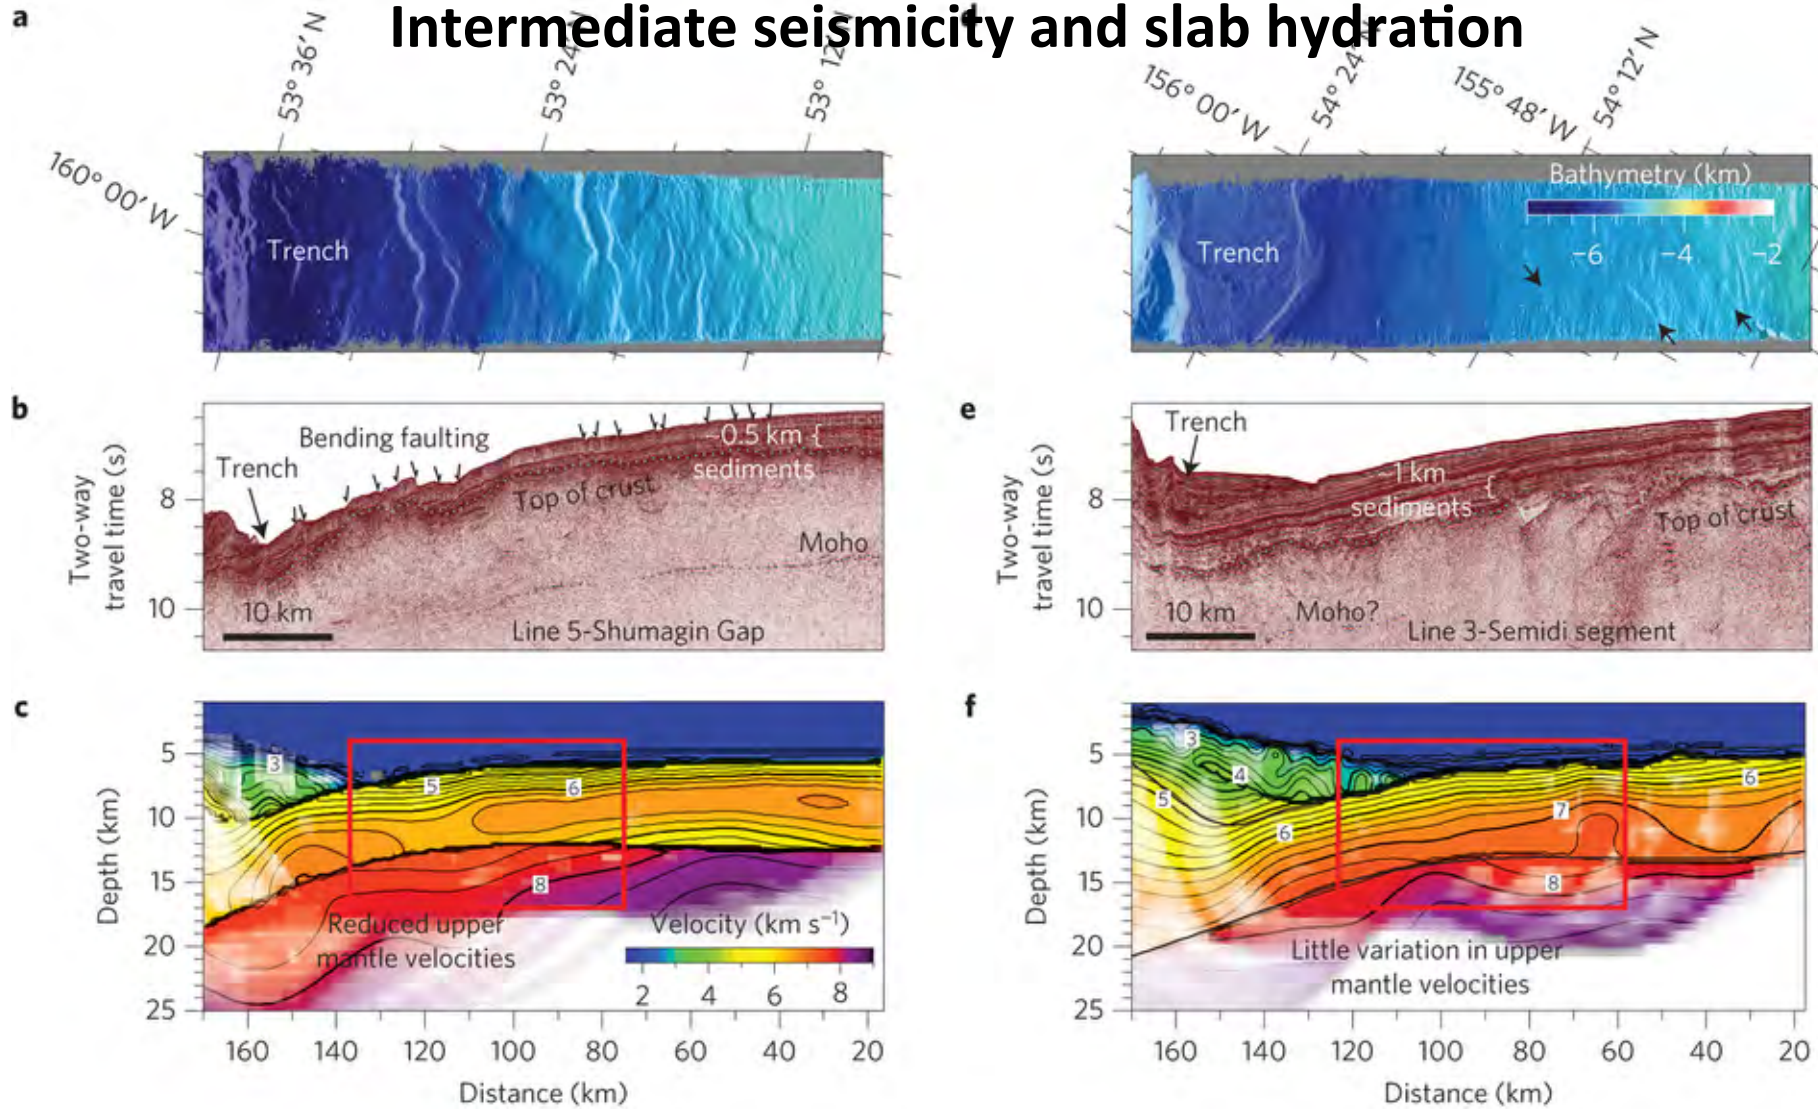 Intermediate seismicity and slab hydration
a
53° 36′ N
53° 24′ N
53° 12′ N
160° 00′ W
Trench
d
156° 00′ W
54° 24′ N
155° 48′ W
54° 12′ N
Bathymetry (km)
−6 −4 −2
Trench
b
Two-way
travel time (s)
8
10
Trench
Bending faulting
~0.5 km {
sediments
Top of crust
Moho
10 km
Line 5-Shumagin Gap
e
Two-way
travel time (s)
8
10
Trench
1 km
sediments {
Top of crust
10 km
Moho?
Line 3-Semidi segment
c
Depth (km)
5
10
15
20
25
3
5
6
8
Reduced upper
mantle velocities
Velocity (km s⁻¹)
2 4 6 8
160 140 120 100 80 60 40 20
Distance (km)
f
Depth (km)
5
10
15
20
25
3
4
5
6
7
6
8
Little variation in upper
mantle velocities
160 140 120 100 80 60 40 20
Distance (km)